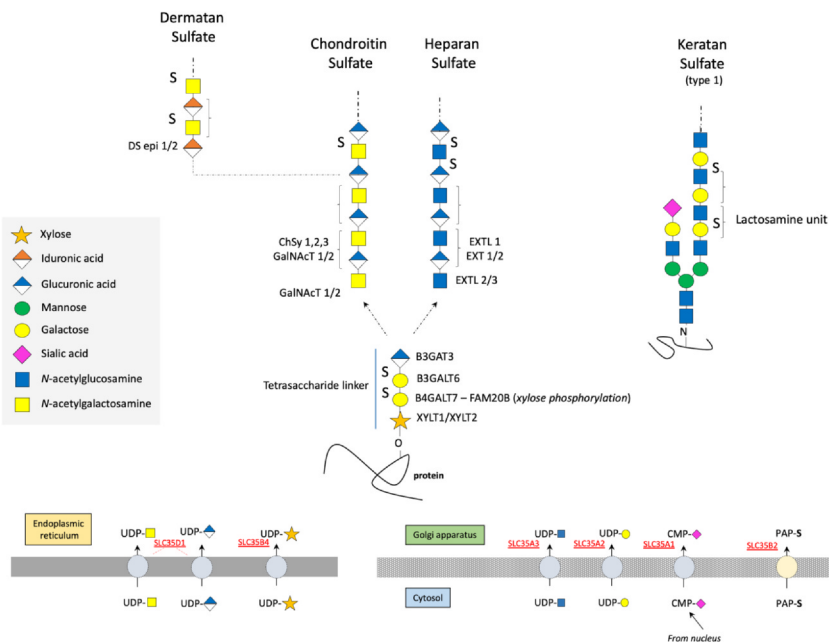 Dermatan
Sulfate
Chondroitin
Sulfate
Heparan
Sulfate
Keratan
Sulfate
(type 1)
S
S
DS epi 1/2
S
S
S
S
S
Lactosamine unit
ChSy 1,2,3
GalNAcT 1/2
GalNAcT 1/2
EXTL 1
EXT 1/2
EXTL 2/3
N
Xylose
Iduronic acid
Glucuronic acid
Mannose
Galactose
Sialic acid
N-acetylglucosamine
N-acetylgalactosamine
Tetrasaccharide linker
B3GAT3
S
B3GALT6
S
B4GALT7 – FAM20B (xylose phosphorylation)
XYLT1/XYLT2
O
protein
Endoplasmic
reticulum
UDP-
UDP-
UDP-
SLC35D1
SLC35B4
UDP-
UDP-
UDP-
Golgi apparatus
UDP-
UDP-
CMP-
PAP-S
SLC35A3
SLC35A2
SLC35A1
SLC35B2
Cytosol
UDP-
UDP-
CMP-
PAP-S
From nucleus